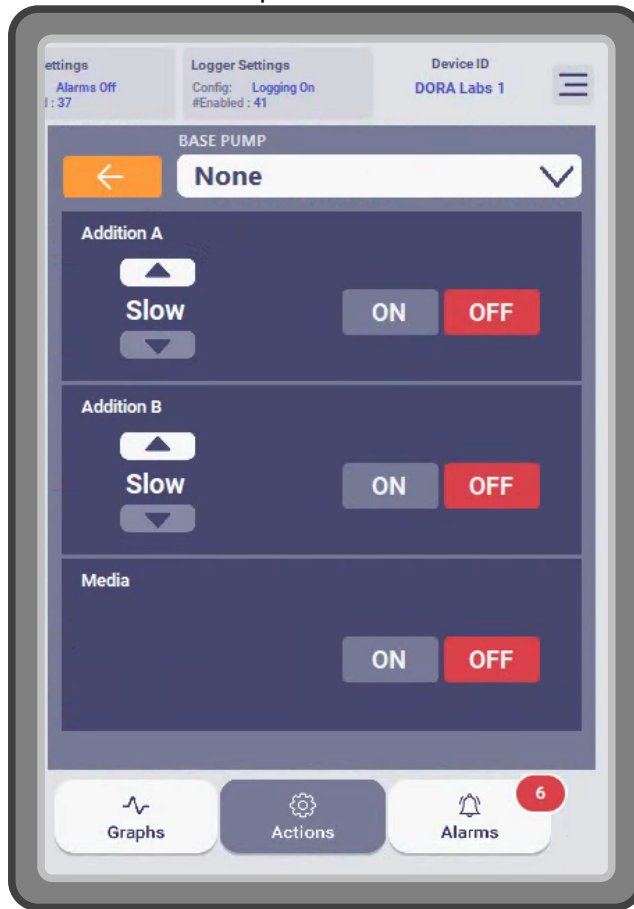 ettings
Alarms Off
: 37
Logger Settings
Config: Logging On
#Enabled : 41
Device ID
DORA Labs 1
BASE PUMP
None
Addition A
Slow
ON OFF
Addition B
Slow
ON OFF
Media
ON OFF
Graphs
Actions
6
Alarms